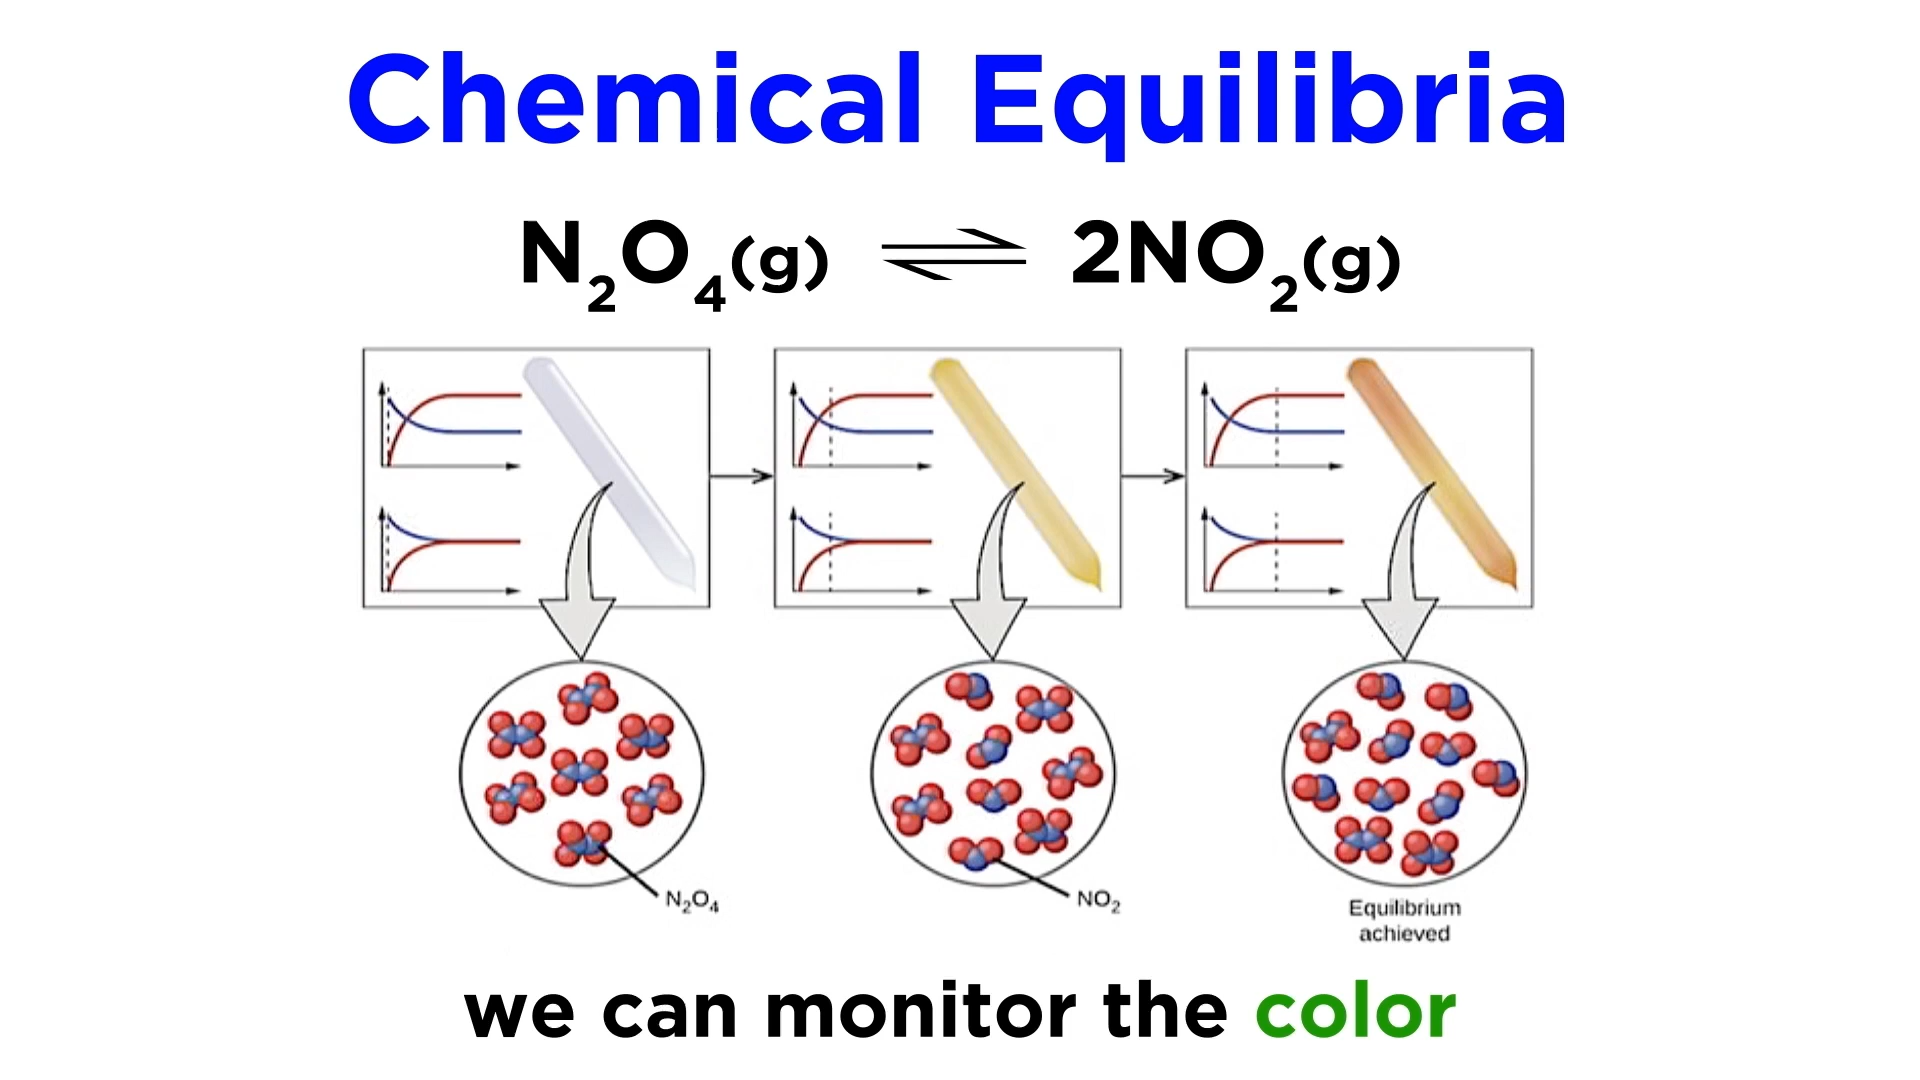 Chemical Equilibria
N₂O₄(g) ⇌ 2NO₂(g)
N₂O₄
NO₂
Equilibrium
achieved
we can monitor the color